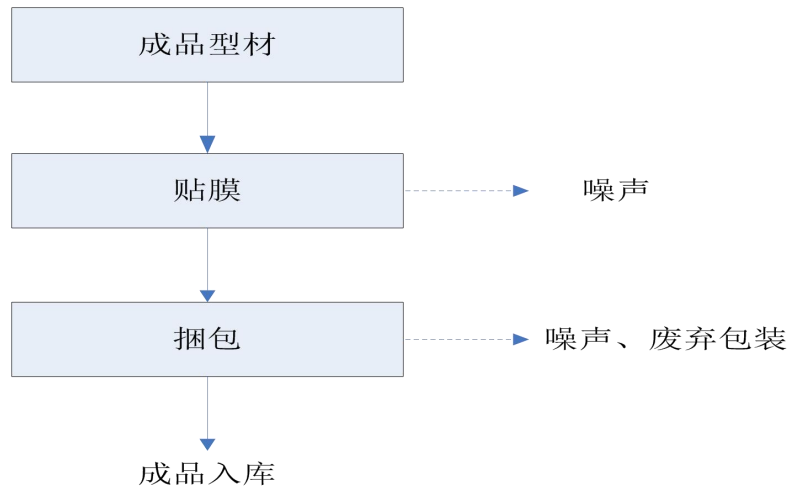 成品型材
贴膜
噪声
捆包
噪声、废弃包装
成品入库